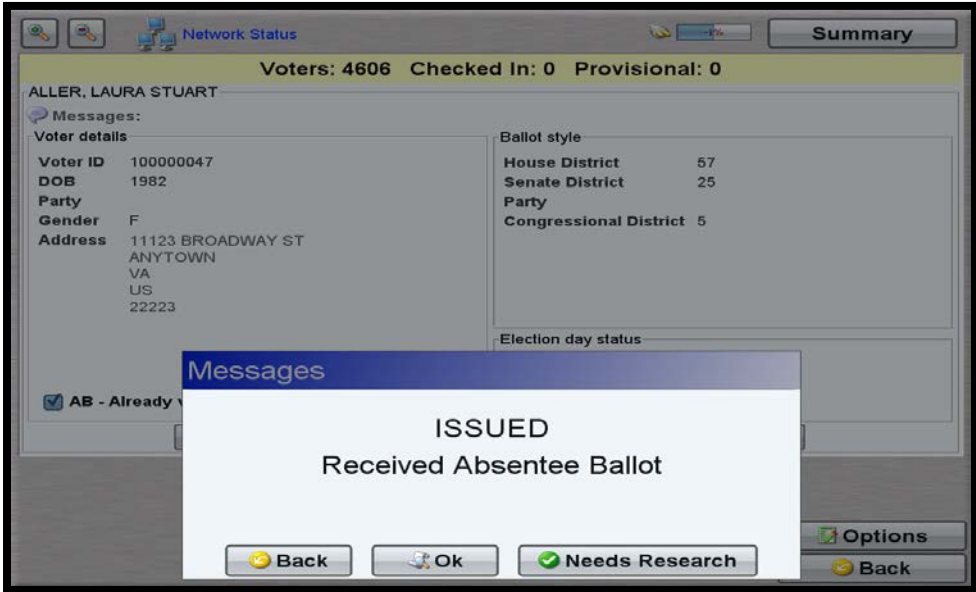 Network Status
Summary
Voters: 4606 Checked In: 0 Provisional: 0
ALLER, LAURA STUART
Messages:
Voter details
Voter ID 100000047
DOB 1982
Party
Gender F
Address 11123 BROADWAY ST
ANYTOWN
VA
US
22223
Ballot style
House District 57
Senate District 25
Party
Congressional District 5
Election day status
AB - Already
Messages
ISSUED
Received Absentee Ballot
Back
Ok
Needs Research
Options
Back